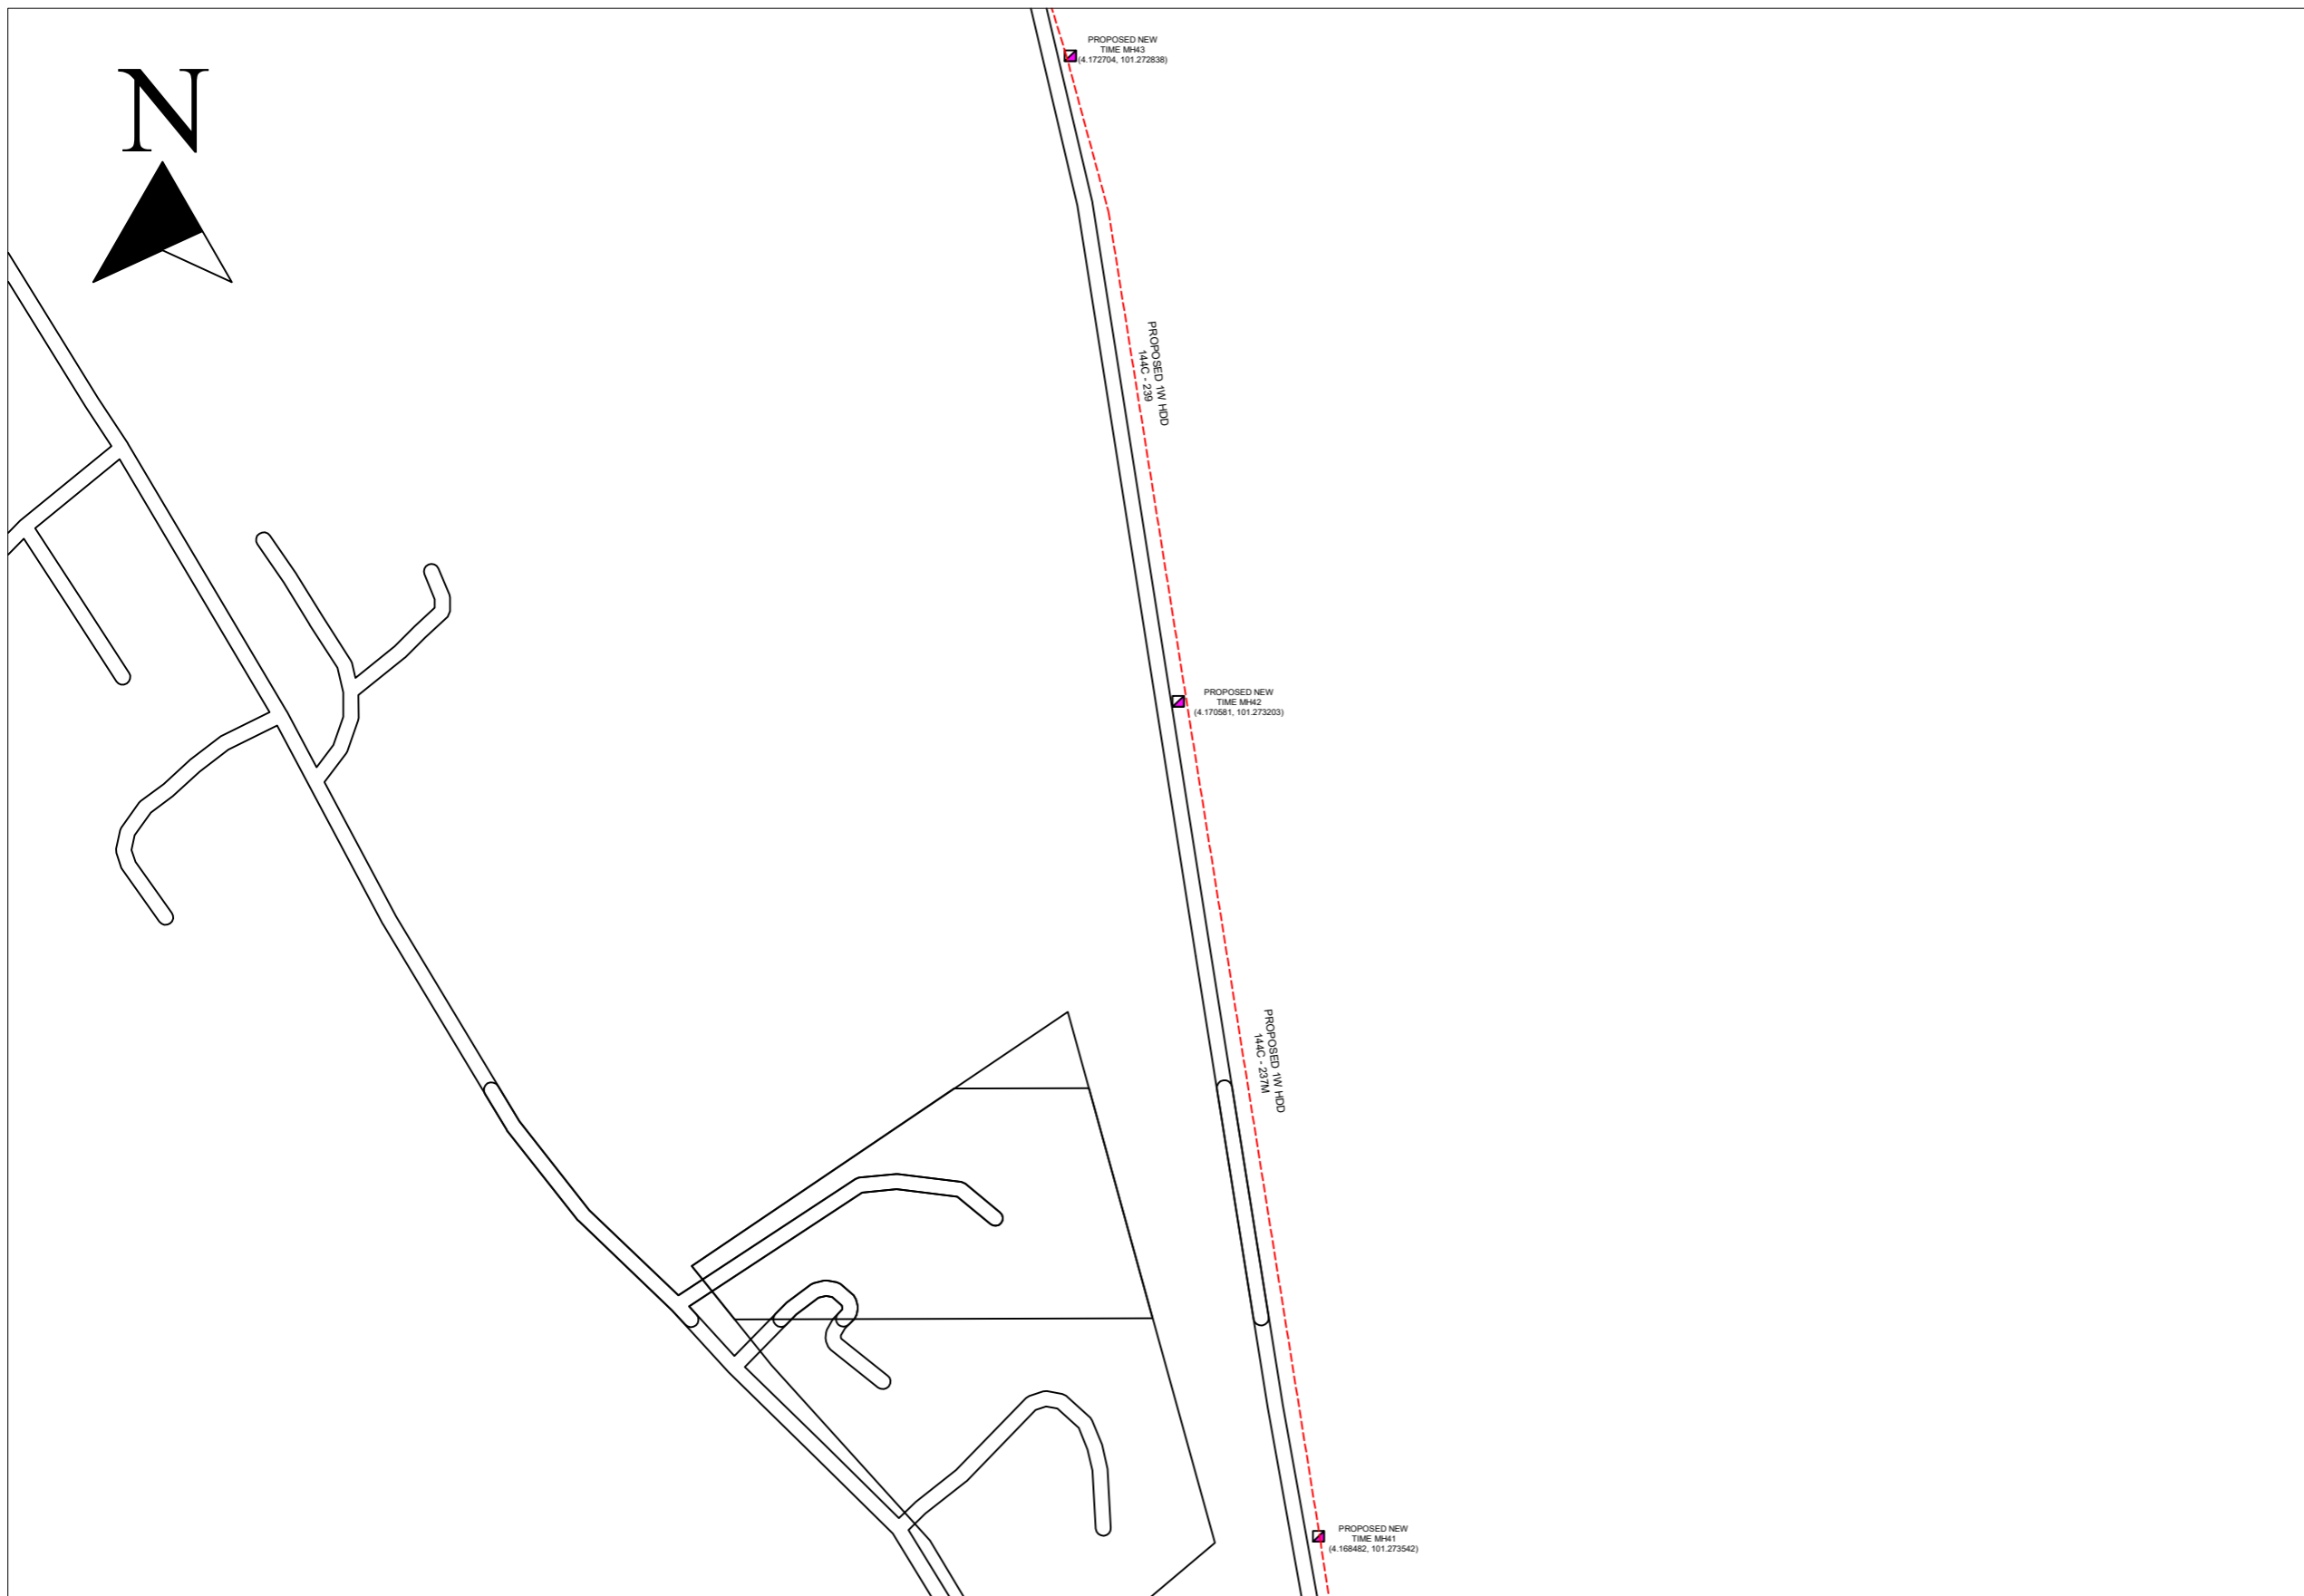 PROPOSED NEW
TIME MH43
(4.172704, 101.272838)
N
PROPOSED 1W HDD
144C - 239
PROPOSED NEW
TIME MH42
(4.170581, 101.273203)
PROPOSED 1W HDD
144C - 237M
PROPOSED NEW
TIME MH41
(4.168482, 101.273542)